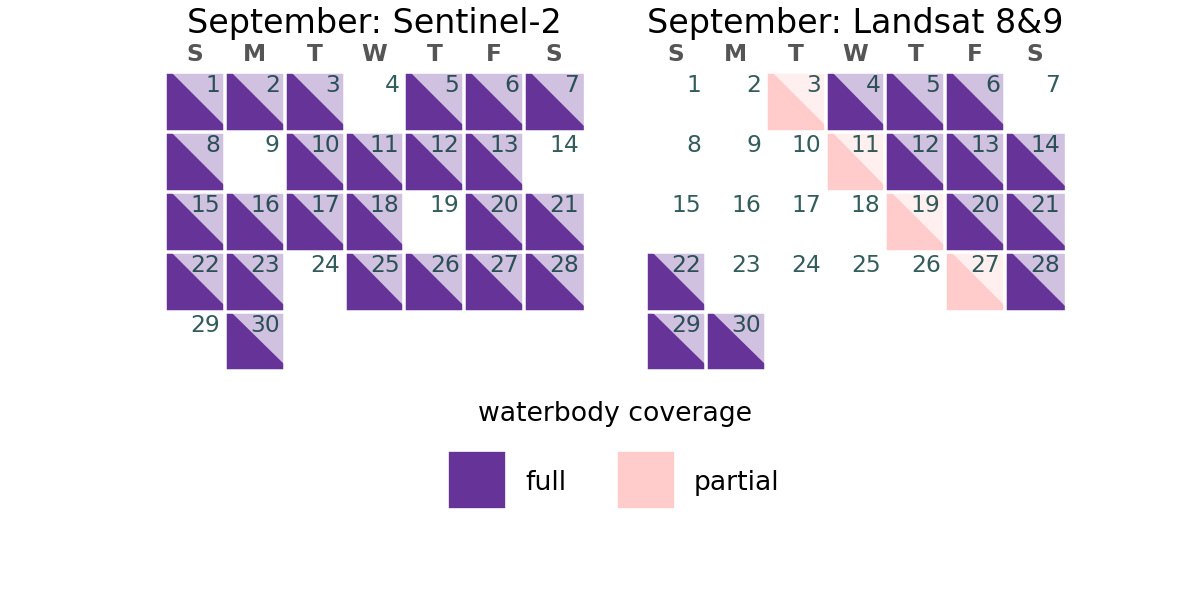 September: Sentinel-2
S M T W T F S
1 2 3 4 5 6 7
8 9 10 11 12 13 14
15 16 17 18 19 20 21
22 23 24 25 26 27 28
29 30
September: Landsat 8&9
S M T W T F S
1 2 3 4 5 6 7
8 9 10 11 12 13 14
15 16 17 18 19 20 21
22 23 24 25 26 27 28
29 30
waterbody coverage
full partial